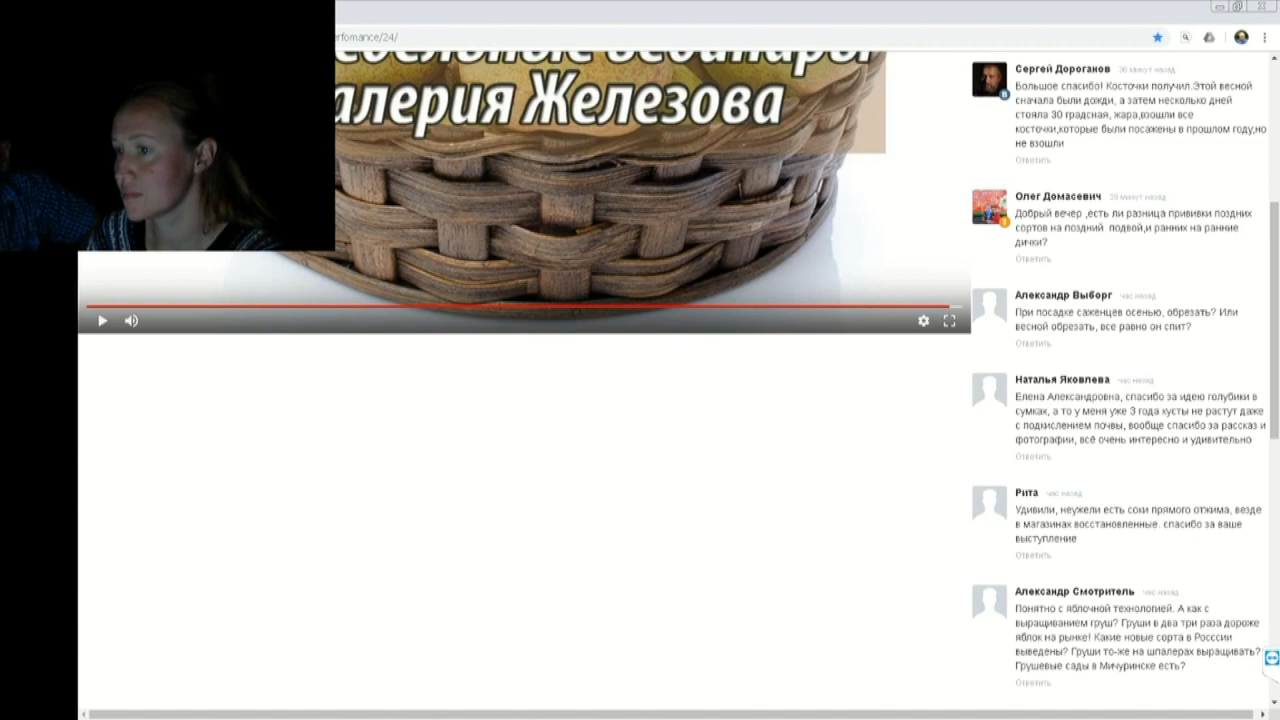 rfomance/24/
алерия Железова
Сергей Дороганов 36 минут назад
Большое спасибо! Косточки получил.Этой весной
сначала были дожди, а затем несколько дней
стояла 30 градсная, жара,взошли все
косточки,которые были посажены в прошлом году,но
не взошли
Ответить
Олег Домасевич 39 минут назад
Добрый вечер ,есть ли разница прививки поздних
сортов на поздний подвой,и ранних на ранние
дички?
Ответить
Александр Выборг час назад
При посадке саженцев осенью, обрезать? Или
весной обрезать, все равно он спит?
Ответить
Наталья Яковлева час назад
Елена Александровна, спасибо за идею голубики в
сумках, а то у меня уже 3 года кусты не растут даже
с подкислением почвы, вообще спасибо за рассказ и
фотографии, всё очень интересно и удивительно
Ответить
Рита час назад
Удивили, неужели есть соки прямого отжима, везде
в магазинах восстановленные. спасибо за ваше
выступление
Ответить
Александр Смотритель час назад
Понятно с яблочной технологией. А как с
выращиванием груш? Груши в два три раза дороже
яблок на рынке! Какие новые сорта в Росссии
выведены? Груши то-же на шпалерах выращивать?
Грушевые сады в Мичуринске есть?
Ответить